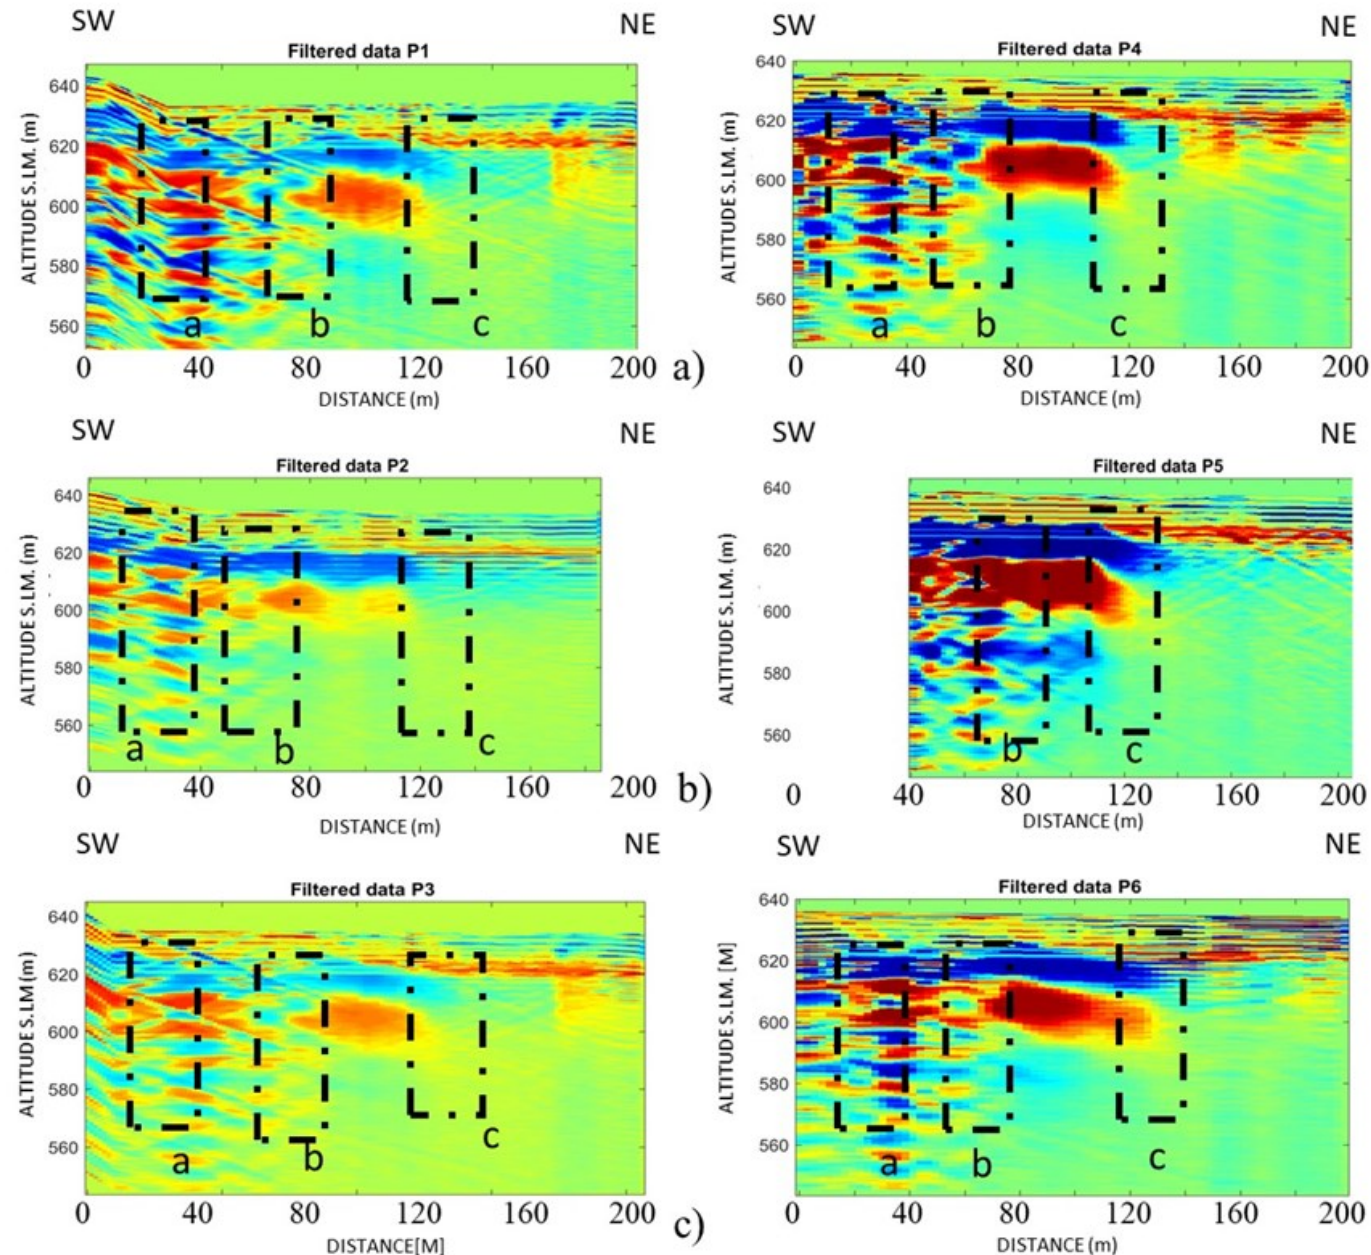 SW NE
Filtered data P1
ALTITUDE S.LM. (m)
640
620
600
580
560
a b c
0 40 80 120 160 200
DISTANCE (m)
a)
SW NE
Filtered data P4
ALTITUDE S.LM. (m)
640
620
600
580
560
a b c
0 40 80 120 160 200
DISTANCE (m)
SW NE
Filtered data P2
ALTITUDE S.LM. (m)
640
620
600
580
560
a b c
0 40 80 120 160 200
DISTANCE (m)
b)
SW NE
Filtered data P5
ALTITUDE S.LM. (m)
640
620
600
580
560
b c
0 40 80 120 160 200
DISTANCE (m)
SW NE
Filtered data P3
ALTITUDE S.LM (m)
640
620
600
580
560
a b c
0 40 80 120 160 200
DISTANCE[M]
c)
SW NE
Filtered data P6
ALTITUDE S.LM. [M]
640
620
600
580
560
a b c
0 40 80 120 160 200
DISTANCE (m)